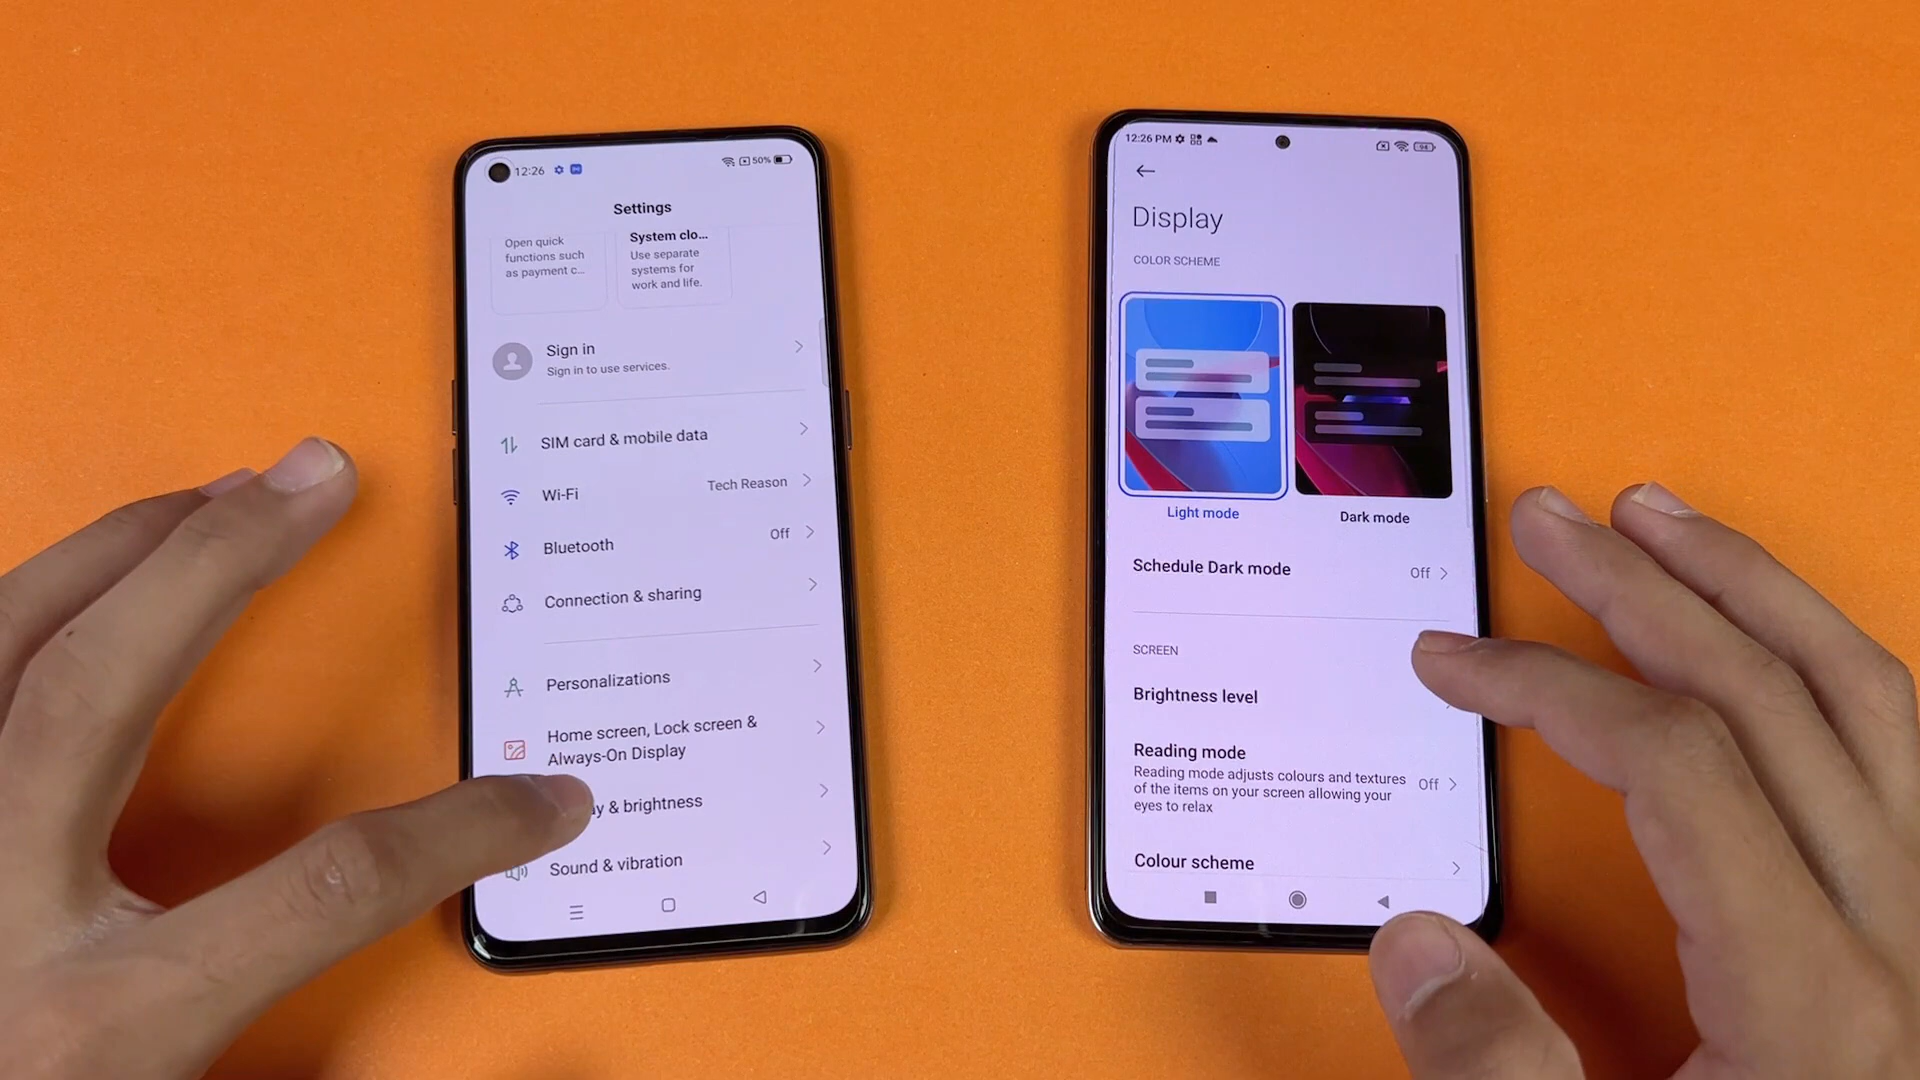 12:26
50%
Settings
Open quick
functions such
as payment c...
System clo...
Use separate
systems for
work and life.
Sign in
Sign in to use services.
SIM card & mobile data
Wi-Fi
Tech Reason
Bluetooth
Off
Connection & sharing
Personalizations
Home screen, Lock screen &
Always-On Display
& brightness
Sound & vibration
12:26 PM
98
Display
COLOR SCHEME
Light mode
Dark mode
Schedule Dark mode
Off
SCREEN
Brightness level
Reading mode
Reading mode adjusts colours and textures
of the items on your screen allowing your
eyes to relax
Off
Colour scheme